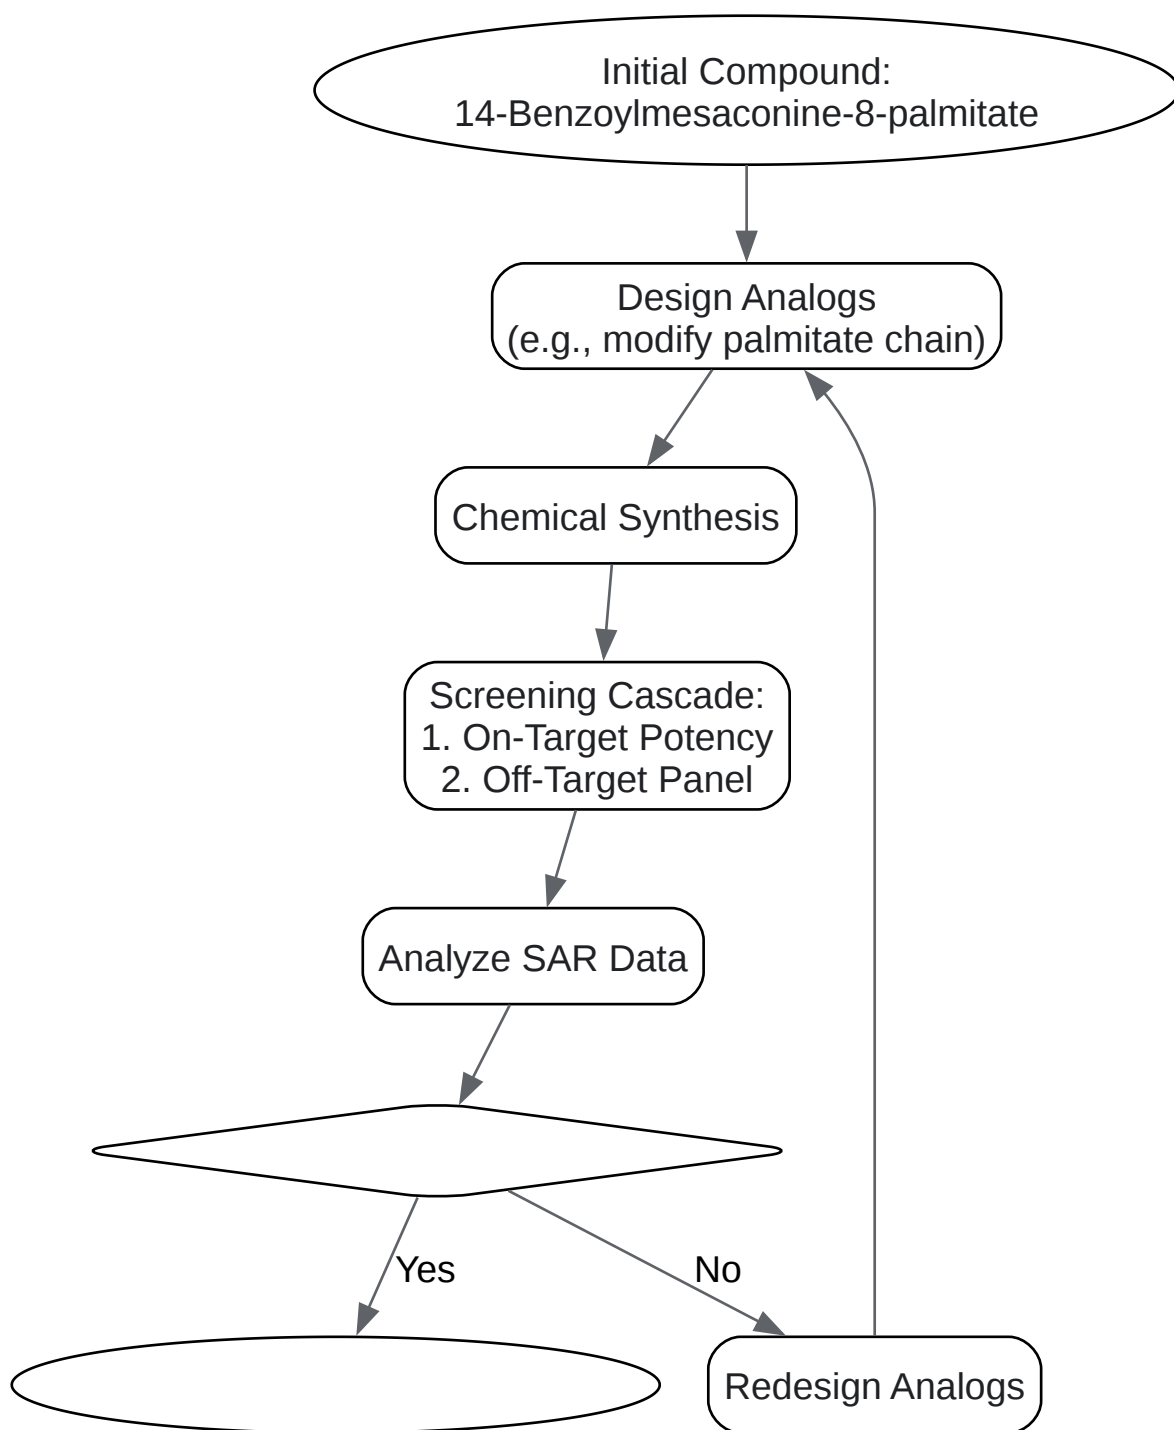 Initial Compound:
14-Benzoylmesaconine-8-palmitate
Design Analogs
(e.g., modify palmitate chain)
Chemical Synthesis
Screening Cascade:
1. On-Target Potency
2. Off-Target Panel
Analyze SAR Data
Yes
No
Redesign Analogs